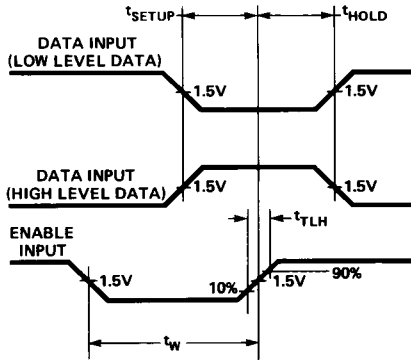 tSETUP
tHOLD
DATA INPUT
(LOW LEVEL DATA)
1.5V
1.5V
DATA INPUT
(HIGH LEVEL DATA)
1.5V
1.5V
tTLH
ENABLE
INPUT
1.5V
10%
1.5V
90%
tW